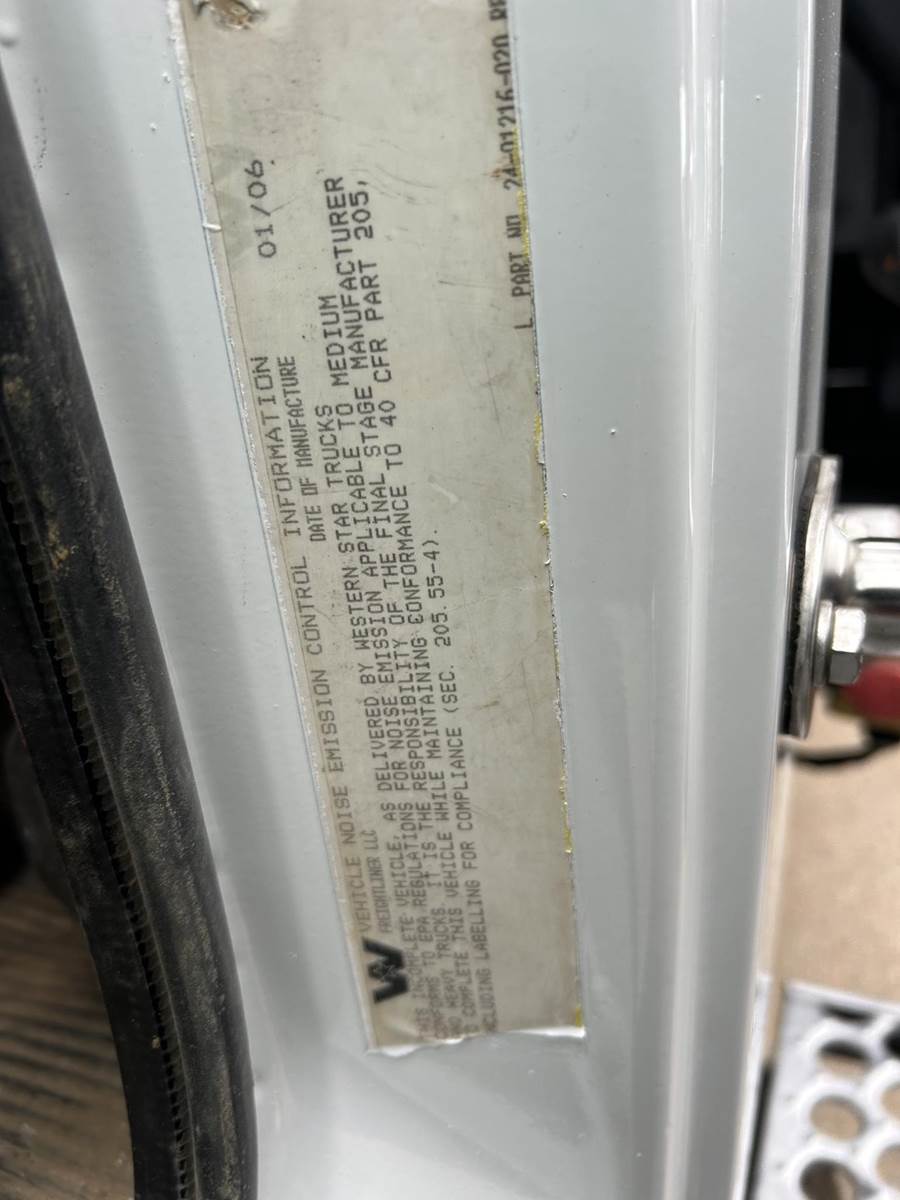 VEHICLE NOISE EMISSION CONTROL INFORMATION
FREIGHTLINER LLC DATE OF MANUFACTURE 01/06
THIS INCOMPLETE VEHICLE, AS DELIVERED BY WESTERN STAR TRUCKS
CONFORMS TO EPA REGULATIONS FOR NOISE EMISSION APPLICABLE TO MEDIUM
AND HEAVY TRUCKS. IT IS THE RESPONSIBILITY OF THE FINAL STAGE MANUFACTURER
TO COMPLETE THIS VEHICLE WHILE MAINTAINING CONFORMANCE TO 40 CFR PART 205,
INCLUDING LABELLING FOR COMPLIANCE (SEC. 205.55-4).
PART NO 24-01216-020